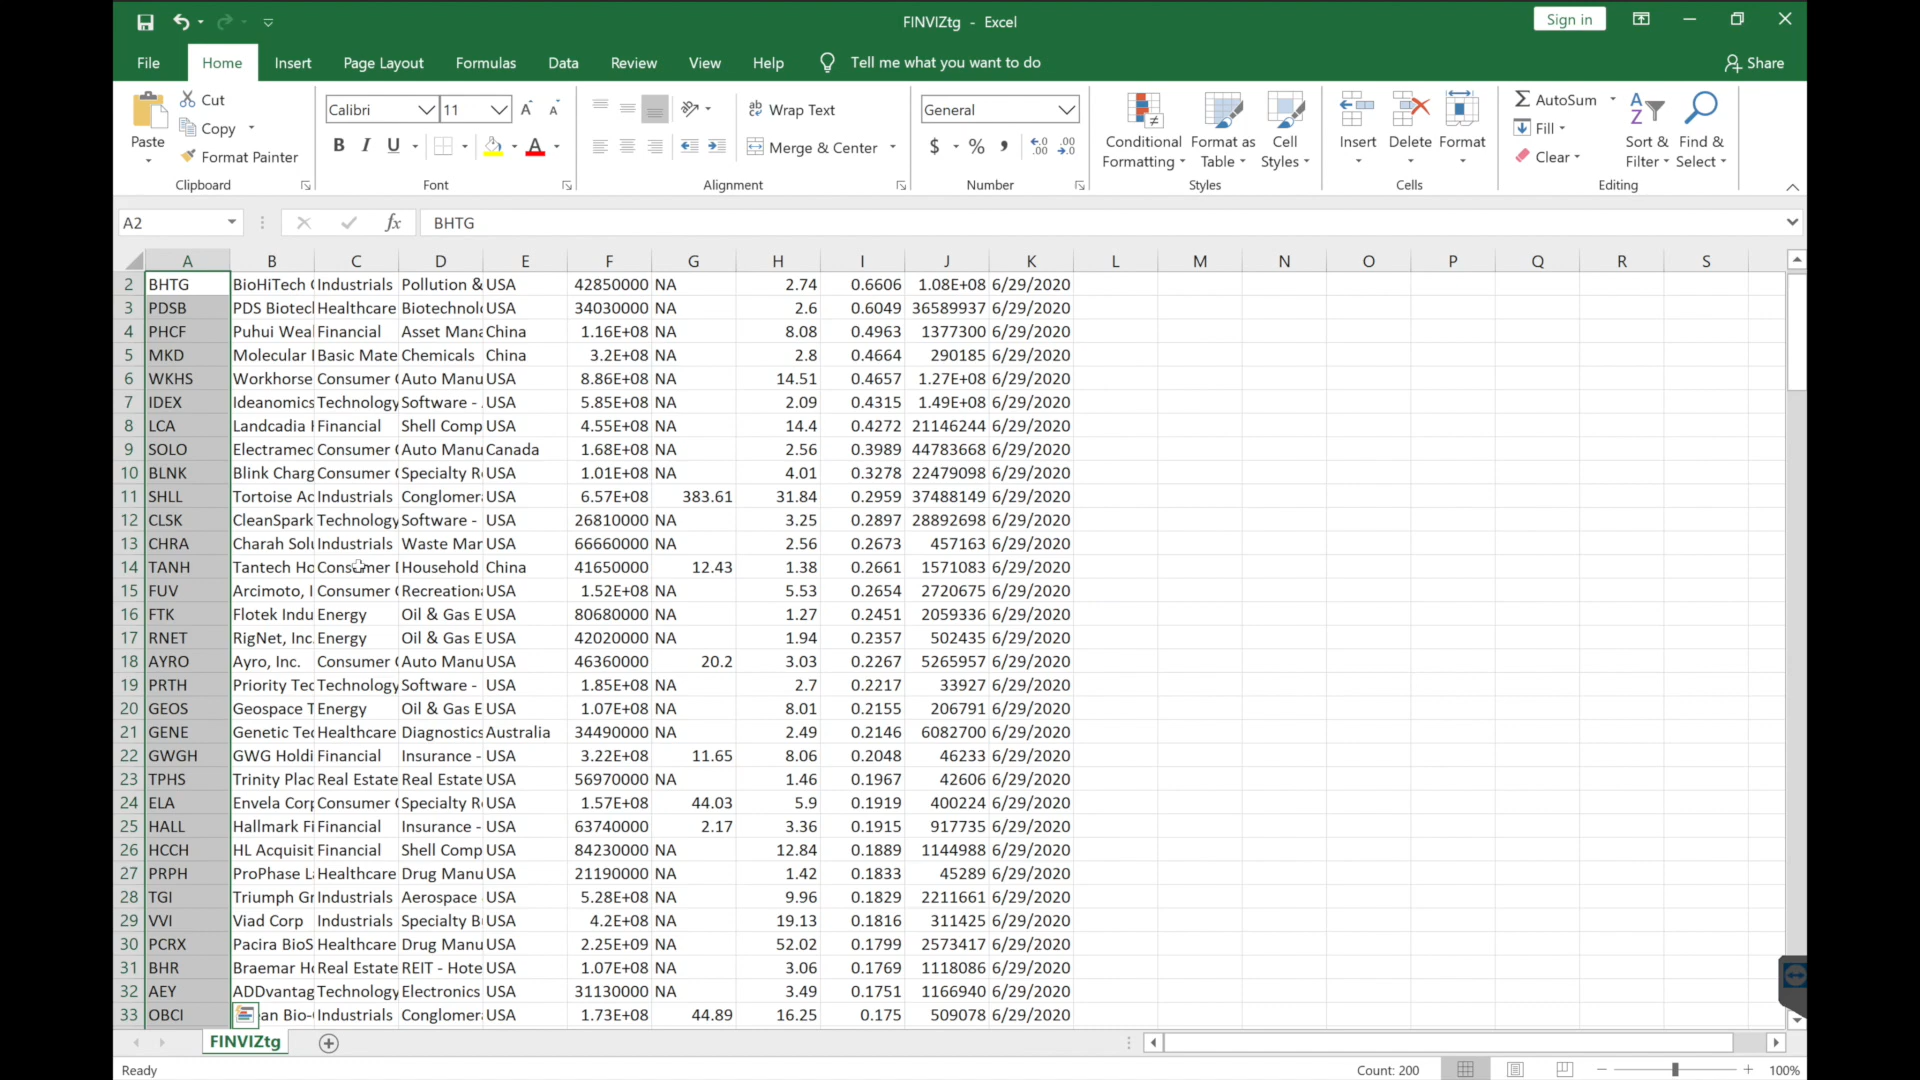 FINVIZtg - Excel
Sign in
File Home Insert Page Layout Formulas Data Review View Help Tell me what you want to do Share
Paste
Cut
Copy
Format Painter
Clipboard
Calibri 11
B I U
Font
Wrap Text
Merge & Center
Alignment
General
$ % ,
Number
Conditional Formatting
Format as Table
Cell Styles
Styles
Insert Delete Format
Cells
AutoSum
Fill
Clear
Sort & Filter
Find & Select
Editing
A2 fx BHTG
A B C D E F G H I J K L M N O P Q R S
2 BHTG BioHiTech ( Industrials Pollution & USA 42850000 NA 2.74 0.6606 1.08E+08 6/29/2020
3 PDSB PDS Biotecl Healthcare Biotechnol USA 34030000 NA 2.6 0.6049 36589937 6/29/2020
4 PHCF Puhui Weal Financial Asset Mana China 1.16E+08 NA 8.08 0.4963 1377300 6/29/2020
5 MKD Molecular I Basic Mate Chemicals China 3.2E+08 NA 2.8 0.4664 290185 6/29/2020
6 WKHS Workhorse Consumer ( Auto Manu USA 8.86E+08 NA 14.51 0.4657 1.27E+08 6/29/2020
7 IDEX Ideanomics Technology Software - . USA 5.85E+08 NA 2.09 0.4315 1.49E+08 6/29/2020
8 LCA Landcadia H Financial Shell Comp USA 4.55E+08 NA 14.4 0.4272 21146244 6/29/2020
9 SOLO Electramec Consumer ( Auto Manu Canada 1.68E+08 NA 2.56 0.3989 44783668 6/29/2020
10 BLNK Blink Charg Consumer ( Specialty R USA 1.01E+08 NA 4.01 0.3278 22479098 6/29/2020
11 SHLL Tortoise Ac Industrials Conglomer USA 6.57E+08 383.61 31.84 0.2959 37488149 6/29/2020
12 CLSK CleanSpark Technology Software - USA 26810000 NA 3.25 0.2897 28892698 6/29/2020
13 CHRA Charah Solu Industrials Waste Mar USA 66660000 NA 2.56 0.2673 457163 6/29/2020
14 TANH Tantech Ho Consumer D Household China 41650000 12.43 1.38 0.2661 1571083 6/29/2020
15 FUV Arcimoto, I Consumer ( Recreation USA 1.52E+08 NA 5.53 0.2654 2720675 6/29/2020
16 FTK Flotek Indu Energy Oil & Gas E USA 80680000 NA 1.27 0.2451 2059336 6/29/2020
17 RNET RigNet, Inc. Energy Oil & Gas E USA 42020000 NA 1.94 0.2357 502435 6/29/2020
18 AYRO Ayro, Inc. Consumer ( Auto Manu USA 46360000 20.2 3.03 0.2267 5265957 6/29/2020
19 PRTH Priority Tec Technology Software - USA 1.85E+08 NA 2.7 0.2217 33927 6/29/2020
20 GEOS Geospace T Energy Oil & Gas E USA 1.07E+08 NA 8.01 0.2155 206791 6/29/2020
21 GENE Genetic Tec Healthcare Diagnostics Australia 34490000 NA 2.49 0.2146 6082700 6/29/2020
22 GWGH GWG Holdi Financial Insurance - USA 3.22E+08 11.65 8.06 0.2048 46233 6/29/2020
23 TPHS Trinity Plac Real Estate Real Estate USA 56970000 NA 1.46 0.1967 42606 6/29/2020
24 ELA Envela Corp Consumer ( Specialty R USA 1.57E+08 44.03 5.9 0.1919 400224 6/29/2020
25 HALL Hallmark Fi Financial Insurance - USA 63740000 2.17 3.36 0.1915 917735 6/29/2020
26 HCCH HL Acquisit Financial Shell Comp USA 84230000 NA 12.84 0.1889 1144988 6/29/2020
27 PRPH ProPhase L Healthcare Drug Manu USA 21190000 NA 1.42 0.1833 45289 6/29/2020
28 TGI Triumph Gr Industrials Aerospace USA 5.28E+08 NA 9.96 0.1829 2211661 6/29/2020
29 VVI Viad Corp Industrials Specialty B USA 4.2E+08 NA 19.13 0.1816 311425 6/29/2020
30 PCRX Pacira BioS Healthcare Drug Manu USA 2.25E+09 NA 52.02 0.1799 2573417 6/29/2020
31 BHR Braemar Ho Real Estate REIT - Hote USA 1.07E+08 NA 3.06 0.1769 1118086 6/29/2020
32 AEY ADDvantag Technology Electronics USA 31130000 NA 3.49 0.1751 1166940 6/29/2020
33 OBCI an Bio- Industrials Conglomer USA 1.73E+08 44.89 16.25 0.175 509078 6/29/2020
FINVIZtg
Ready Count: 200 100%